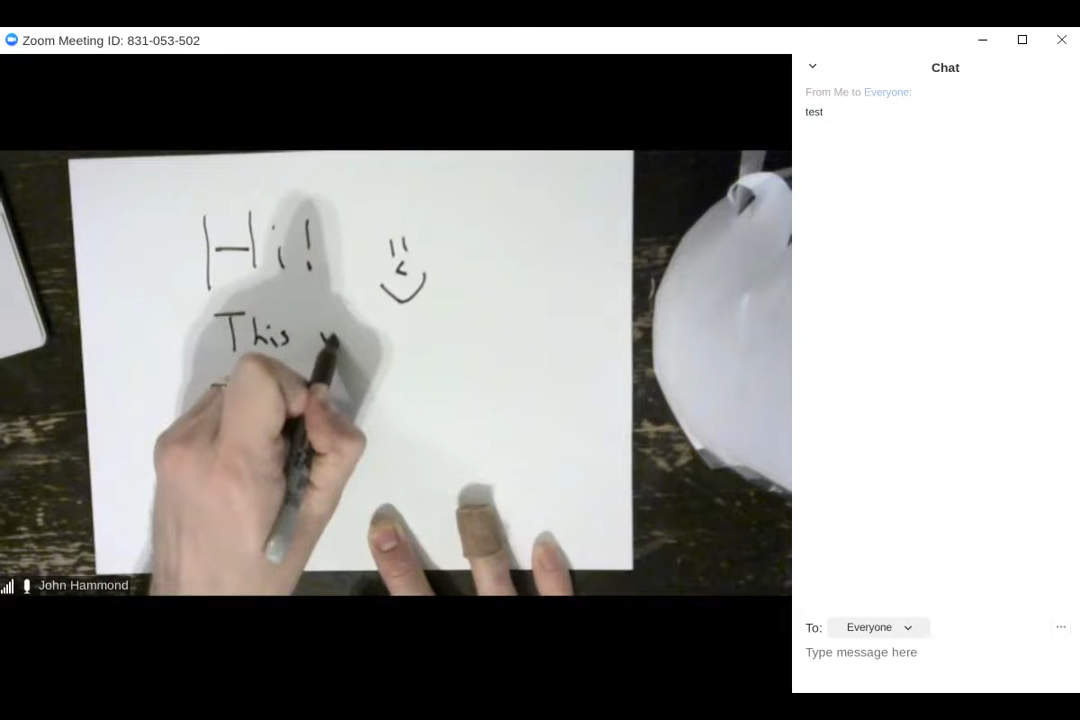 Zoom Meeting ID: 831-053-502
Chat
From Me to Everyone:
test
Hi!
This
John Hammond
To: Everyone
Type message here